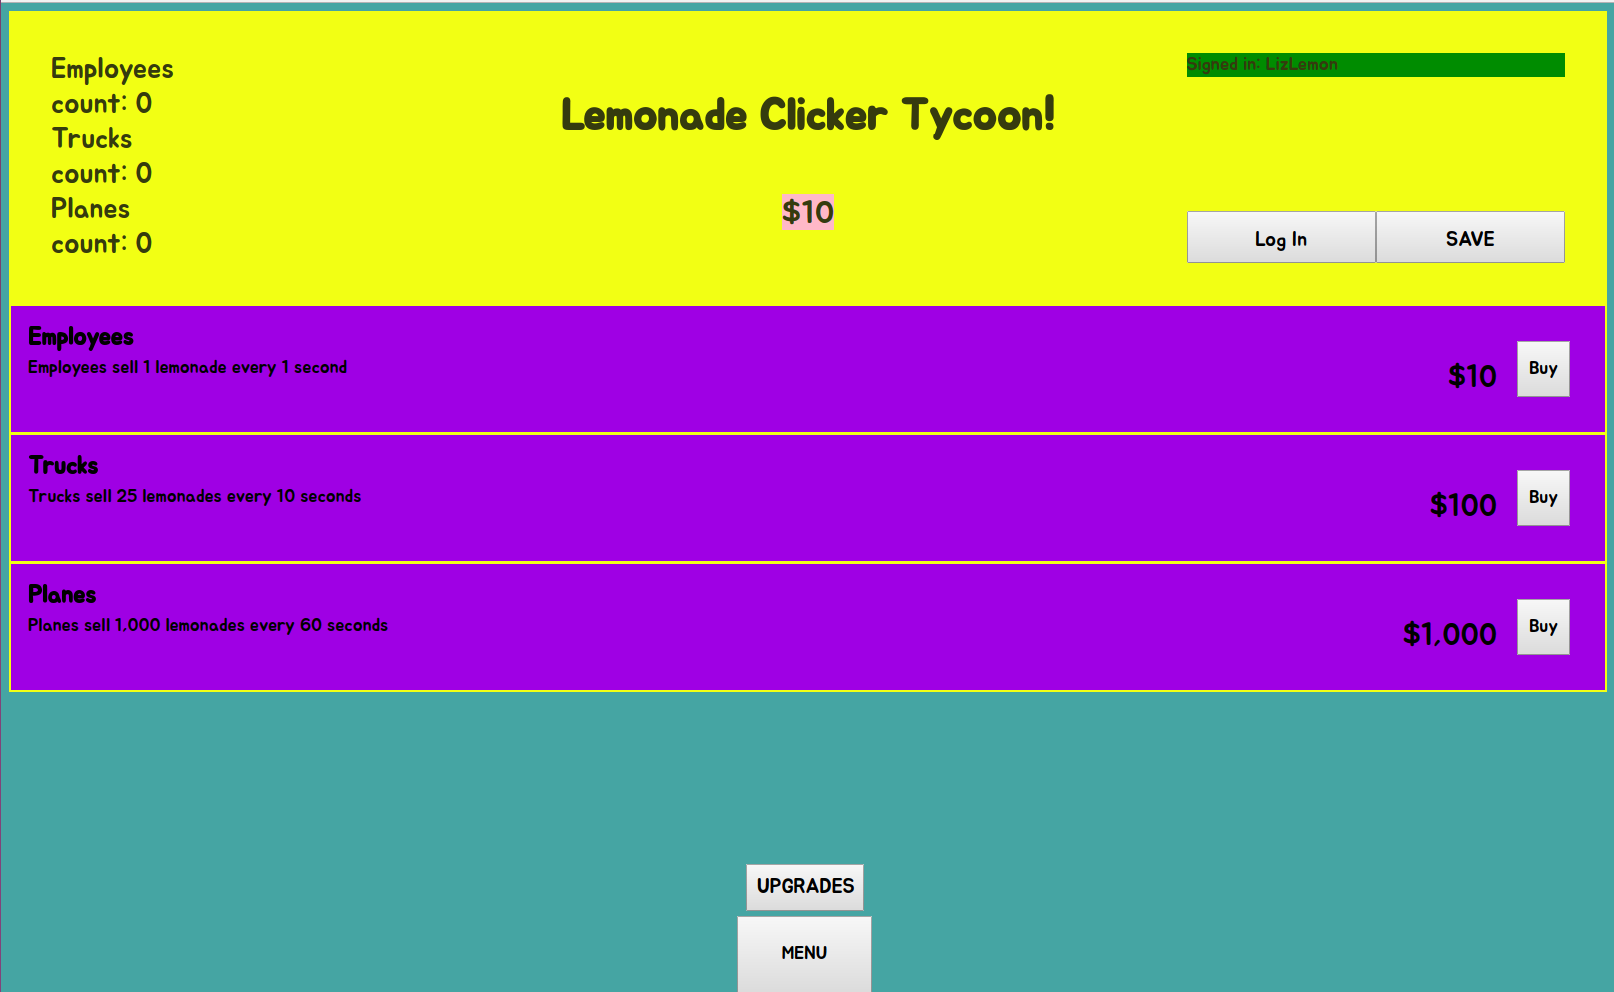 Employees
count: 0
Trucks
count: 0
Planes
count: 0
Lemonade Clicker Tycoon!
$10
Signed in: LizLemon
Log In
SAVE
Employees
Employees sell 1 lemonade every 1 second
$10
Buy
Trucks
Trucks sell 25 lemonades every 10 seconds
$100
Buy
Planes
Planes sell 1,000 lemonades every 60 seconds
$1,000
Buy
UPGRADES
MENU